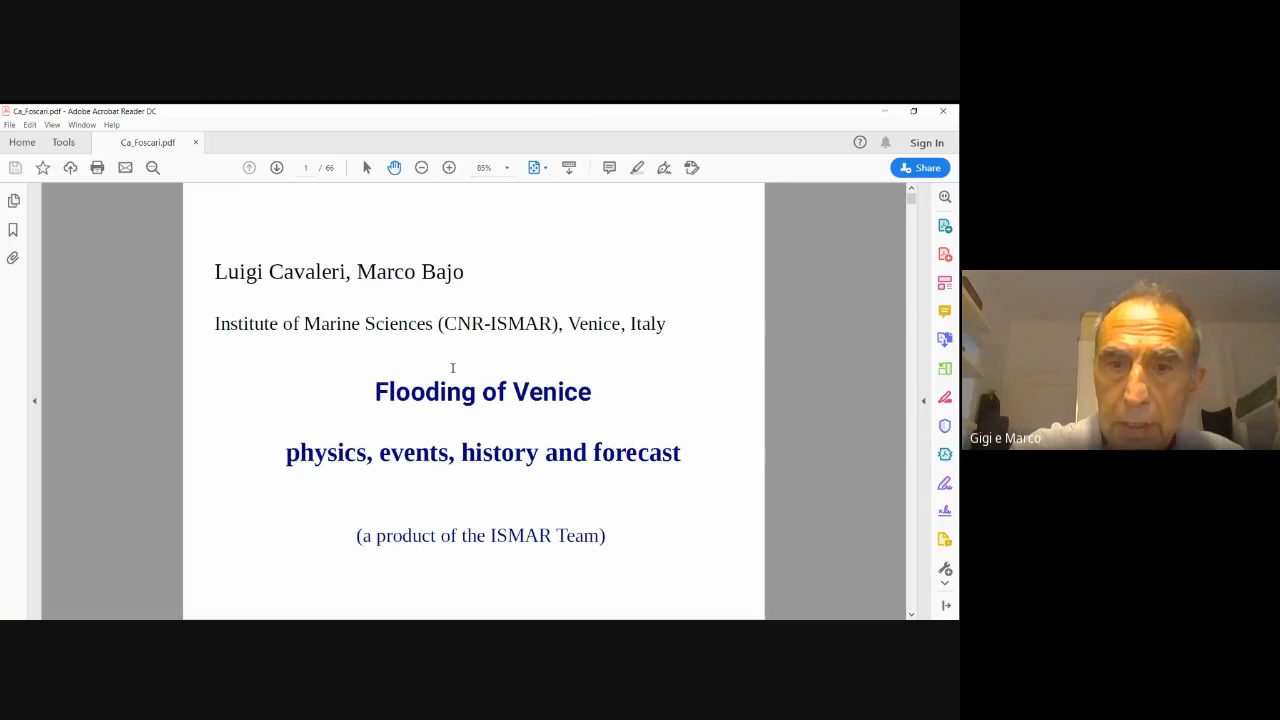 Ca_Foscari.pdf - Adobe Acrobat Reader DC
File Edit View Window Help
Home Tools Ca_Foscari.pdf × Sign In
1 / 66 85% Share
Luigi Cavaleri, Marco Bajo
Institute of Marine Sciences (CNR-ISMAR), Venice, Italy
Flooding of Venice
physics, events, history and forecast
(a product of the ISMAR Team)
Gigi e Marco